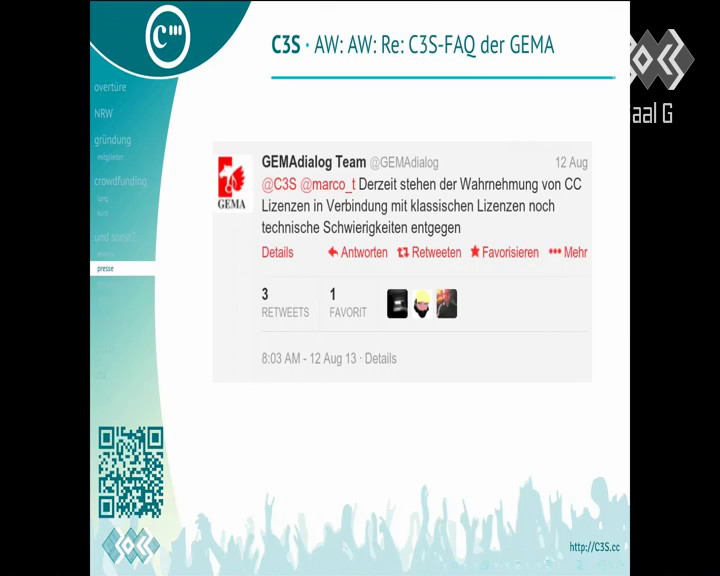 C'''
C3S · AW: AW: Re: C3S-FAQ der GEMA
aal G
overtüre
NRW
gründung
mitglieder
crowdfunding
und sonst?
presse
GEMA
GEMAdialog Team @GEMAdialog 12 Aug
@C3S @marco_t Derzeit stehen der Wahrnehmung von CC
Lizenzen in Verbindung mit klassischen Lizenzen noch
technische Schwierigkeiten entgegen
Details Antworten Retweeten Favorisieren Mehr
3 1
RETWEETS FAVORIT
8:03 AM - 12 Aug 13 · Details
http://C3S.cc